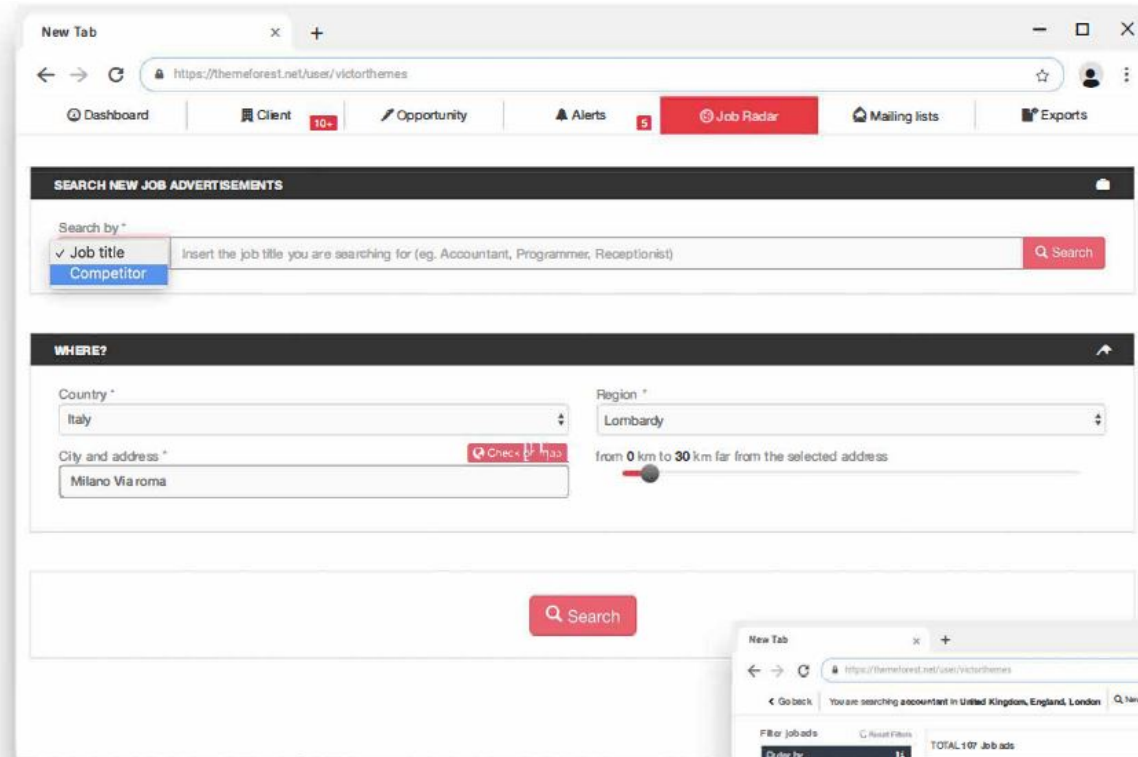 New Tab
https://themeforest.net/user/victorthemes
Dashboard Client 10+ Opportunity Alerts 5 Job Radar Mailing lists Exports
SEARCH NEW JOB ADVERTISEMENTS
Search by *
✓ Job title
Insert the job title you are searching for (eg. Accountant, Programmer, Receptionist)
Search
Competitor
WHERE?
Country *
Region *
Italy
Lombardy
City and address *
Check
from 0 km to 30 km far from the selected address
Milano Via roma
Search
New Tab
https://themeforest.net/user/victorthemes
Go back You are searching accountant in United Kingdom, England, London
Filter job ads Reset Filters
TOTAL 107 Job ads
Order by